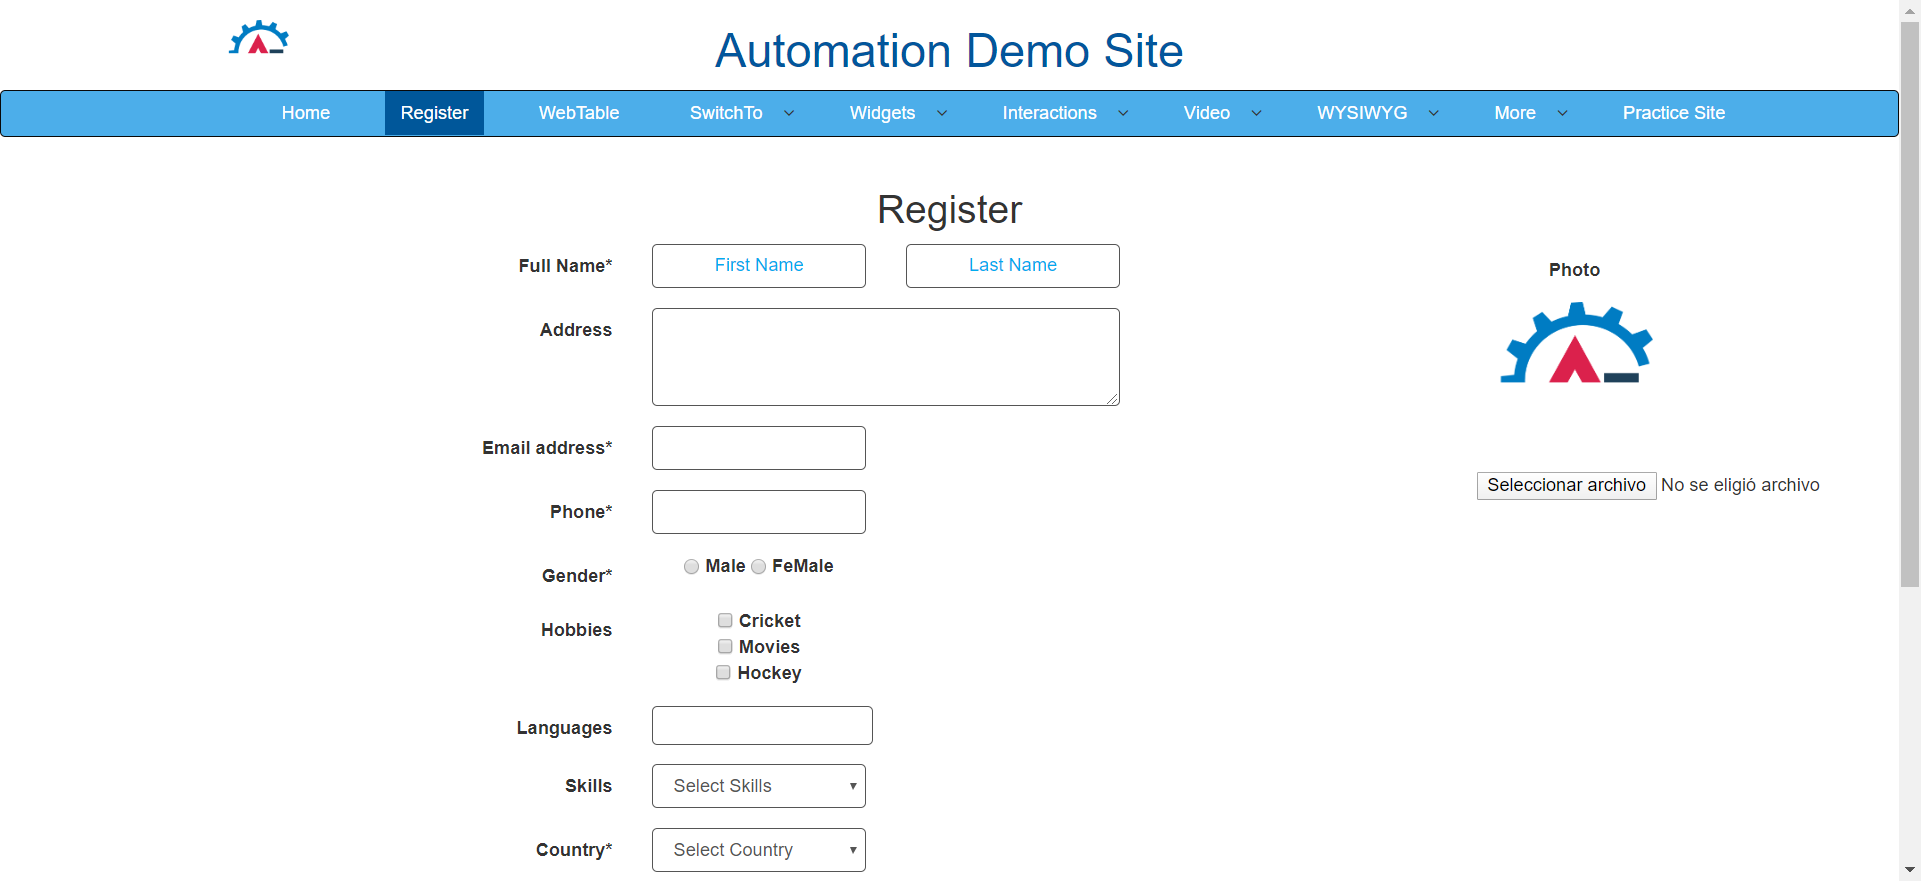 Automation Demo Site
Home Register WebTable SwitchTo Widgets Interactions Video WYSIWYG More Practice Site
Register
Full Name* First Name Last Name
Photo
Address
Email address*
Seleccionar archivo No se eligió archivo
Phone*
Gender* Male FeMale
Hobbies Cricket
Movies
Hockey
Languages
Skills Select Skills
Country* Select Country